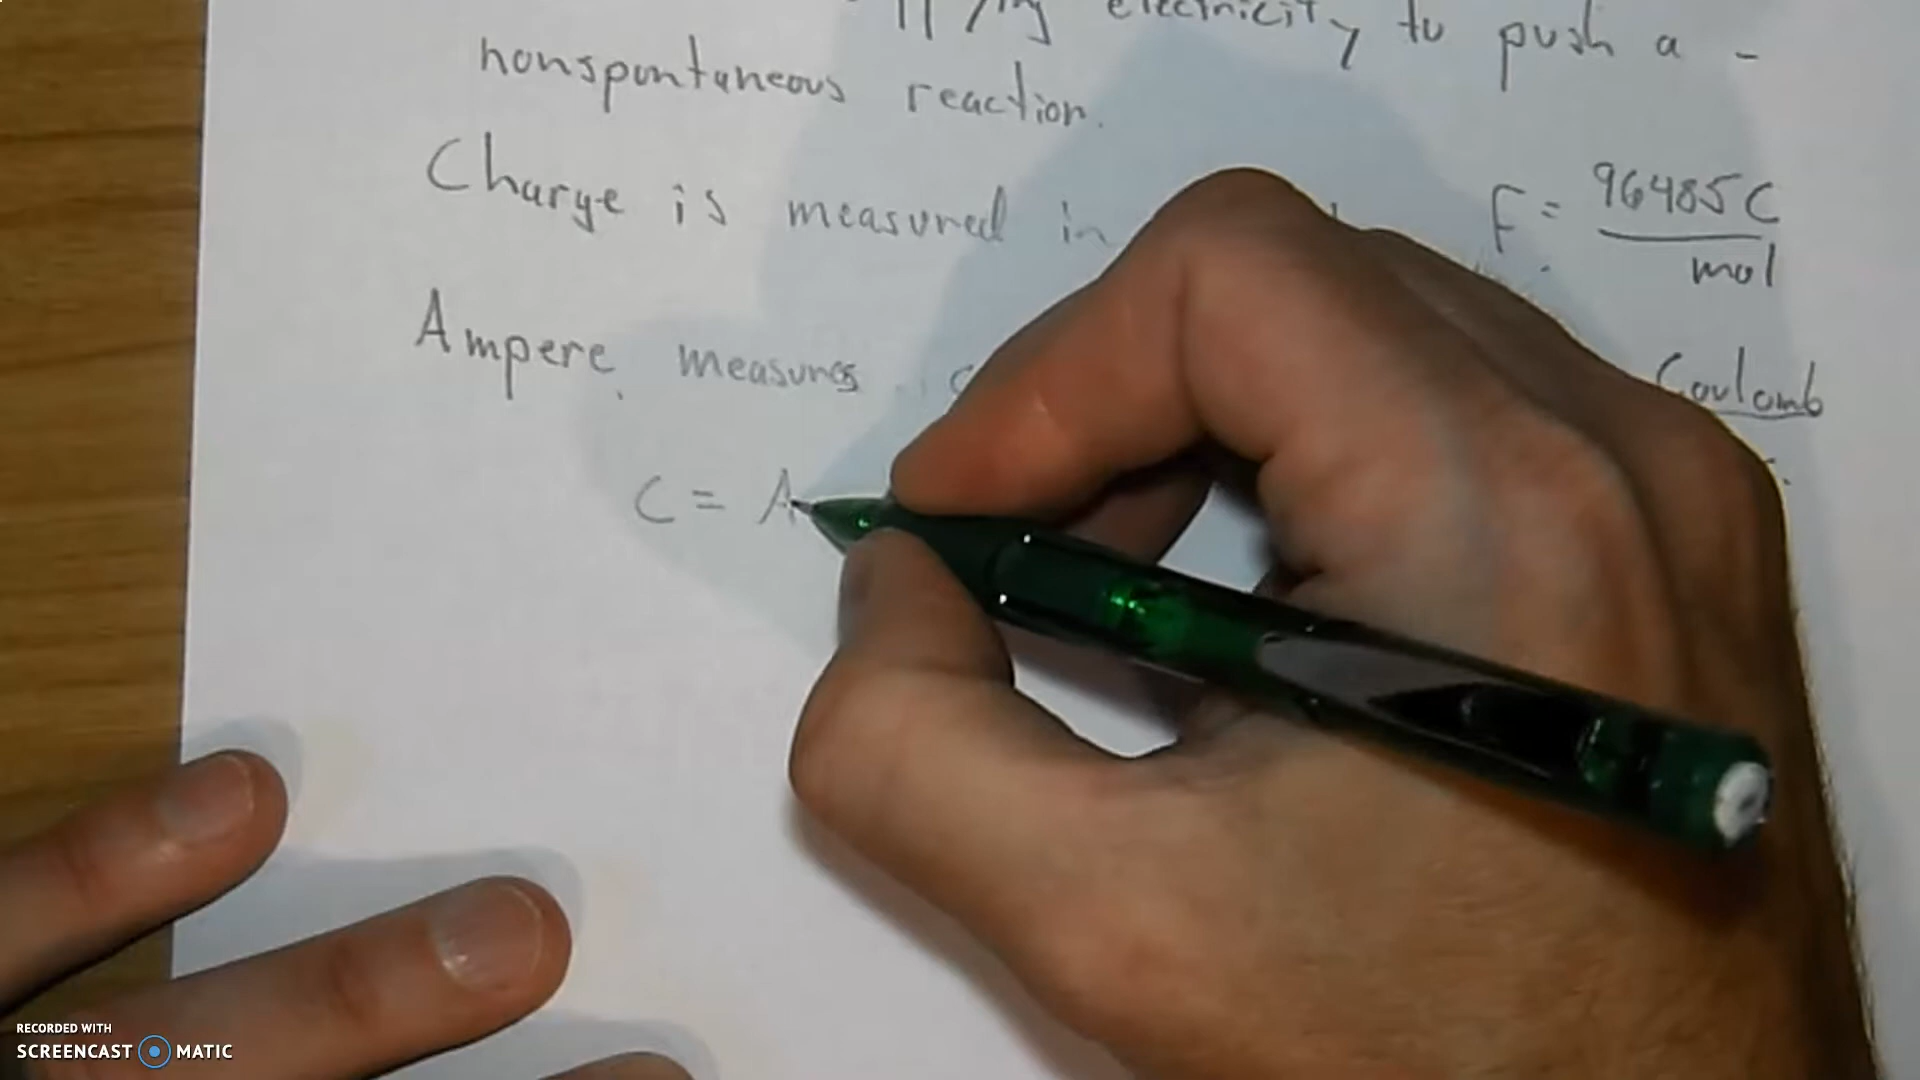 electricity to push a -
nonspontaneous reaction.
Charge is measured in
F = 96485 C
mol
Ampere measures
Coulomb
C = A
RECORDED WITH
SCREENCAST MATIC